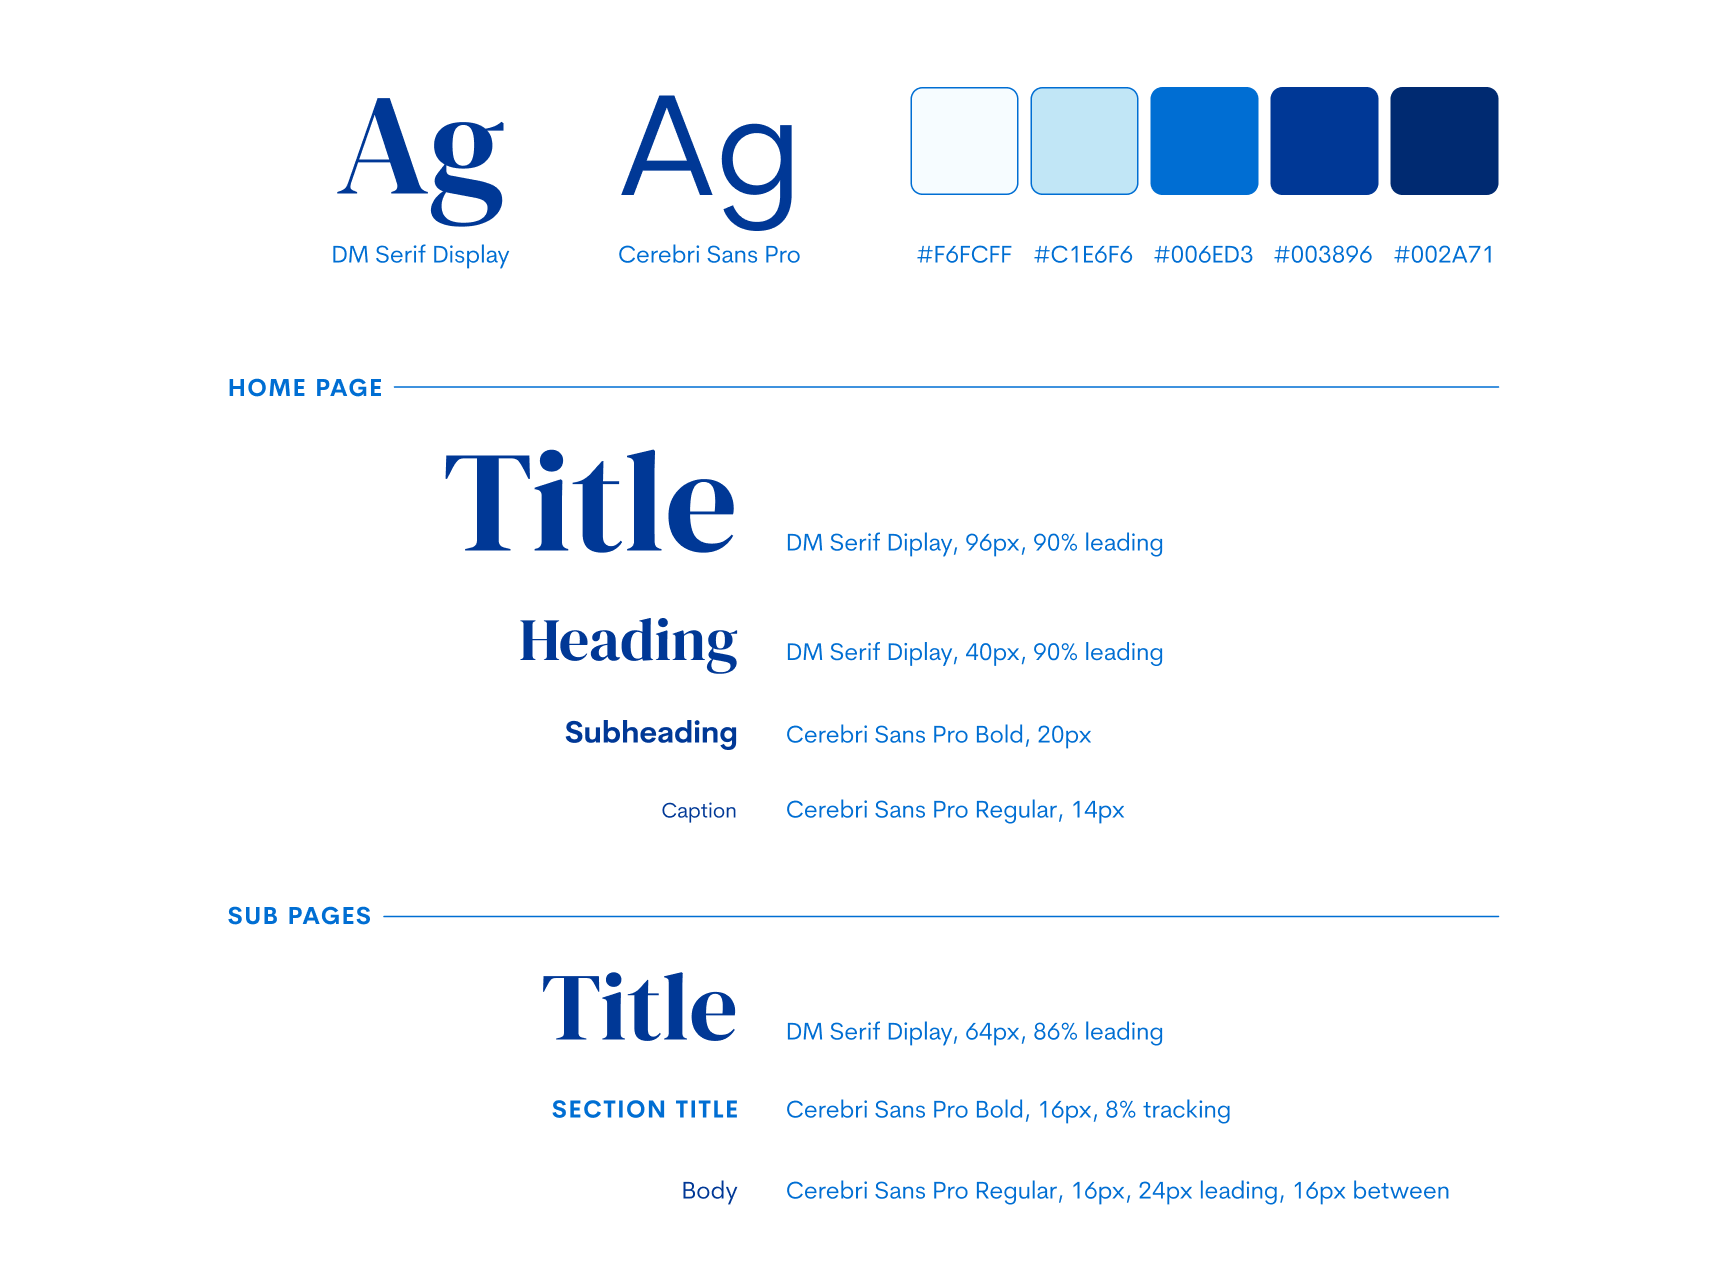 Ag
Ag
DM Serif Display
Cerebri Sans Pro
#F6FCFF
#C1E6F6
#006ED3
#003896
#002A71
HOME PAGE
Title
DM Serif Diplay, 96px, 90% leading
Heading
DM Serif Diplay, 40px, 90% leading
Subheading
Cerebri Sans Pro Bold, 20px
Caption
Cerebri Sans Pro Regular, 14px
SUB PAGES
Title
DM Serif Diplay, 64px, 86% leading
SECTION TITLE
Cerebri Sans Pro Bold, 16px, 8% tracking
Body
Cerebri Sans Pro Regular, 16px, 24px leading, 16px between